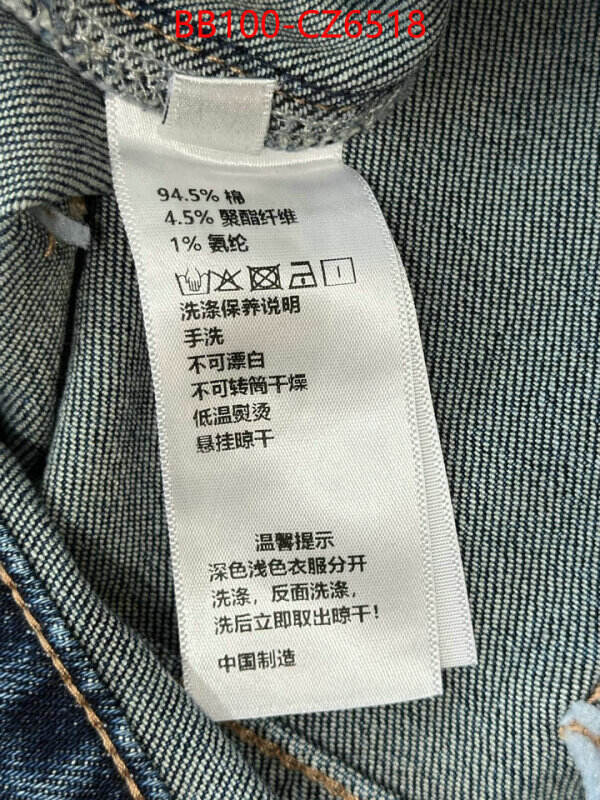 BB100-CZ6518
94.5% 棉
4.5% 聚酯纤维
1% 氨纶
洗涤保养说明
手洗
不可漂白
不可转筒干燥
低温熨烫
悬挂晾干
温馨提示
深色浅色衣服分开
洗涤，反面洗涤，
洗后立即取出晾干！
中国制造